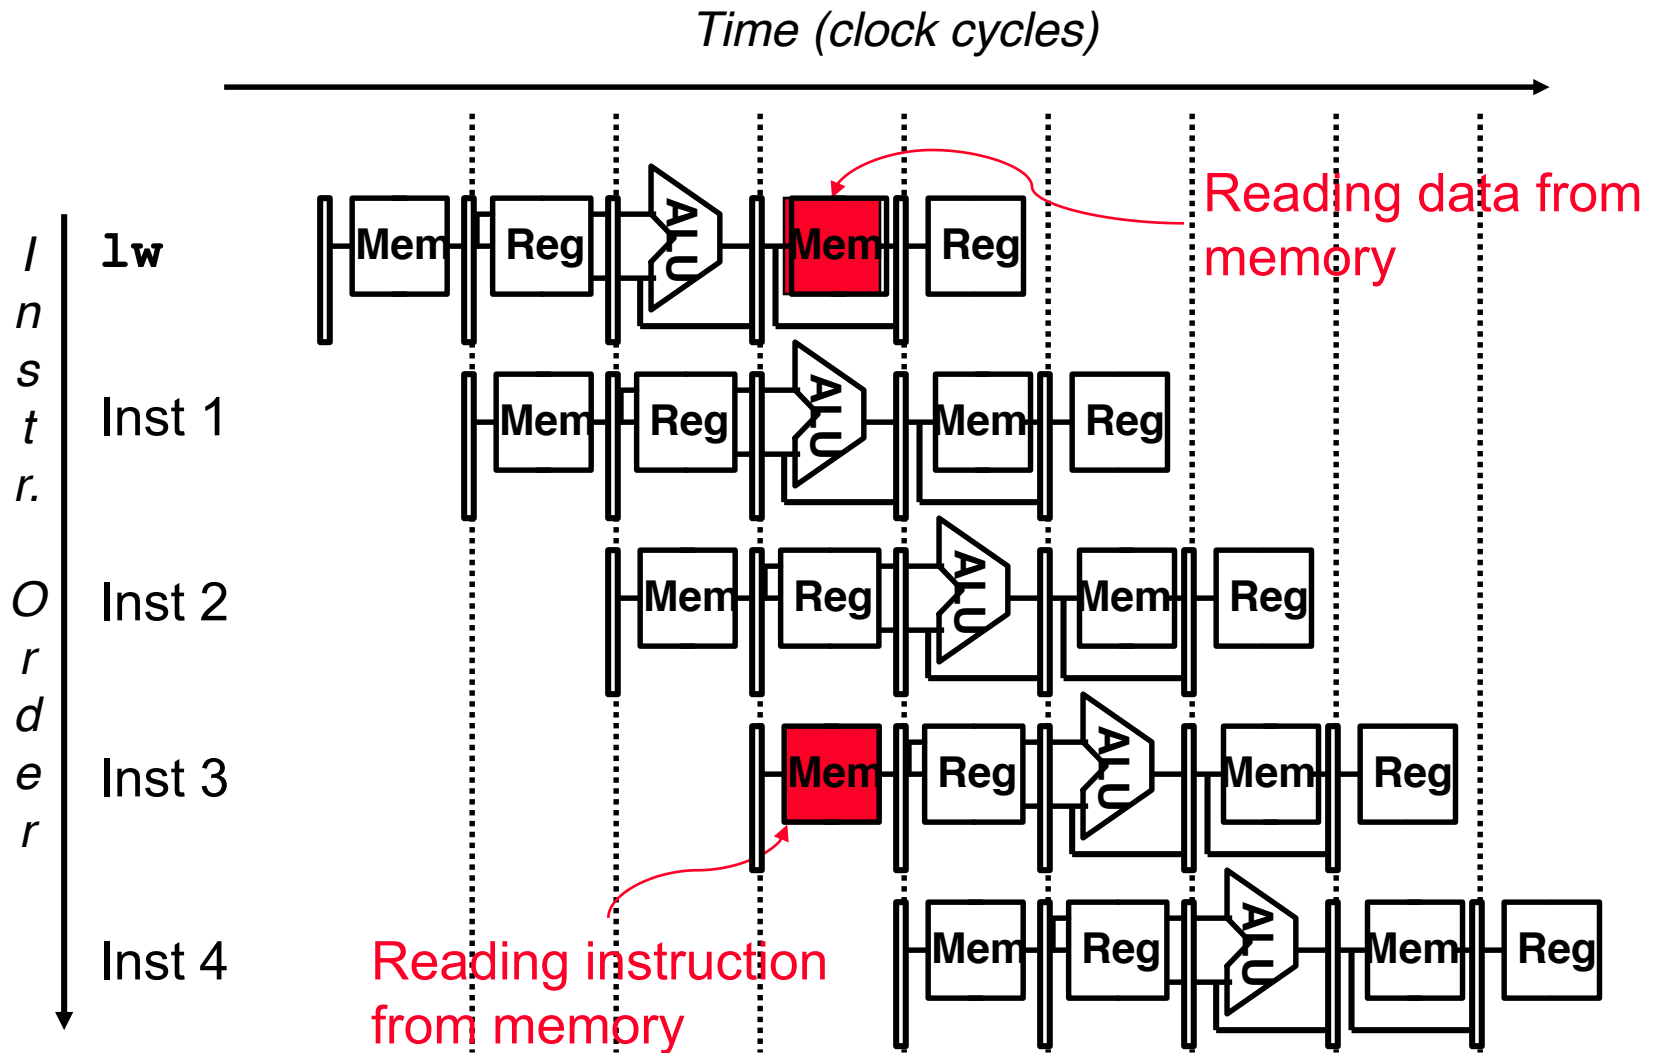 Time (clock cycles)
Instr. Order
lw
Mem Reg ALU Mem Reg
Reading data from
memory
Inst 1
Mem Reg ALU Mem Reg
Inst 2
Mem Reg ALU Mem Reg
Inst 3
Mem Reg ALU Mem Reg
Inst 4
Mem Reg ALU Mem Reg
Reading instruction
from memory